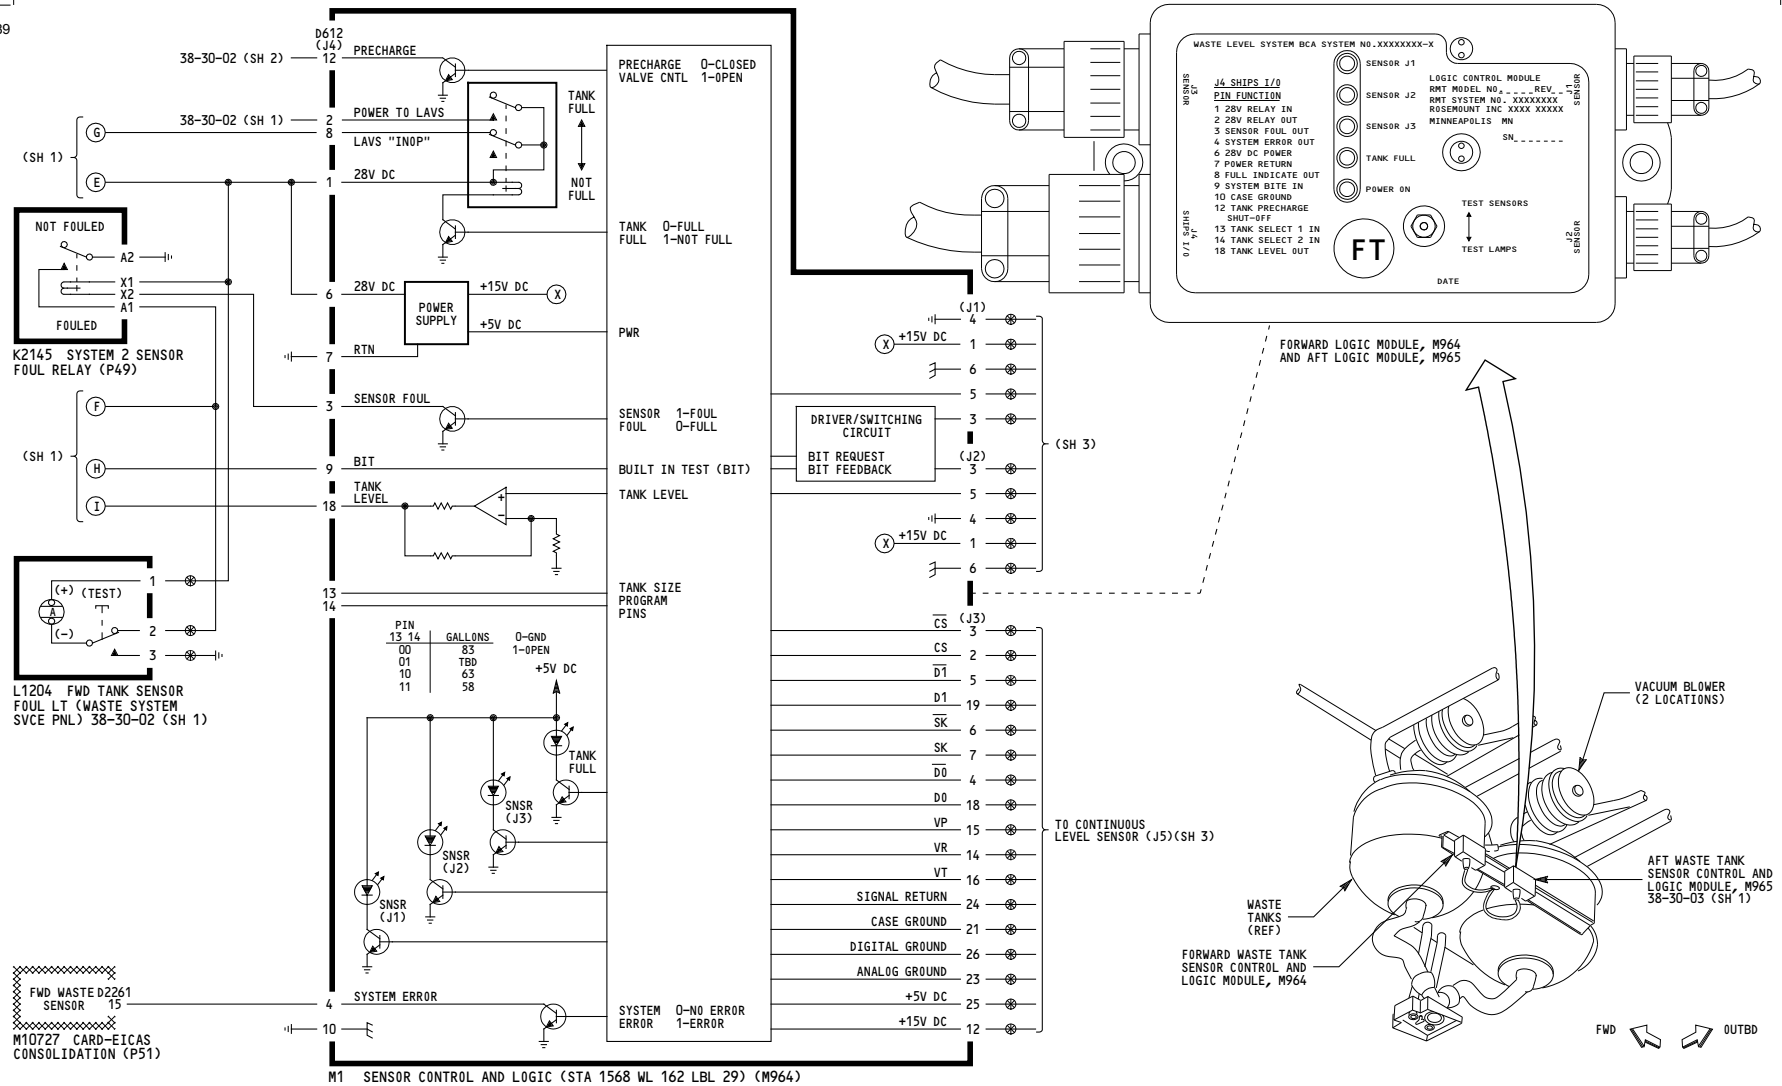 39
D612
(J4)
38-30-02 (SH 2)
12
PRECHARGE
PRECHARGE 0-CLOSED
VALVE CNTL 1-OPEN
38-30-02 (SH 1)
2
POWER TO LAVS
8
LAVS "INOP"
G
(SH 1)
E
1
28V DC
TANK
FULL
NOT
FULL
TANK 0-FULL
FULL 1-NOT FULL
NOT FOULED
A2
X1
X2
A1
FOULED
K2145 SYSTEM 2 SENSOR
FOUL RELAY (P49)
6
28V DC
POWER
SUPPLY
+15V DC
X
+5V DC
PWR
7
RTN
3
SENSOR FOUL
SENSOR 1-FOUL
FOUL 0-FULL
F
(SH 1)
H
I
9
BIT
BUILT IN TEST (BIT)
TANK
LEVEL
18
+
-
TANK LEVEL
DRIVER/SWITCHING
CIRCUIT
BIT REQUEST
BIT FEEDBACK
(J1)
4
X
+15V DC
1
6
5
3
(J2)
3
5
4
X
+15V DC
1
6
(SH 3)
1
(+)
(TEST)
A
(-)
2
3
L1204 FWD TANK SENSOR
FOUL LT (WASTE SYSTEM
SVCE PNL) 38-30-02 (SH 1)
13
14
TANK SIZE
PROGRAM
PINS
PIN
13 14 GALLONS 0-GND
00 83 1-OPEN
01 TBD
10 63
11 58
+5V DC
TANK
FULL
SNSR
(J3)
SNSR
(J2)
SNSR
(J1)
(J3)
CS 3
CS 2
D1 5
D1 19
SK 6
SK 7
D0 4
D0 18
VP 15
VR 14
VT 16
SIGNAL RETURN 24
CASE GROUND 21
DIGITAL GROUND 26
ANALOG GROUND 23
+5V DC 25
+15V DC 12
TO CONTINUOUS
LEVEL SENSOR (J5)(SH 3)
FWD WASTE D2261
SENSOR 15
M10727 CARD-EICAS
CONSOLIDATION (P51)
4
SYSTEM ERROR
10
SYSTEM 0-NO ERROR
ERROR 1-ERROR
M1 SENSOR CONTROL AND LOGIC (STA 1568 WL 162 LBL 29) (M964)
WASTE LEVEL SYSTEM BCA SYSTEM NO.XXXXXXXX-X
J3
SENSOR
J4 SHIPS I/O
PIN FUNCTION
1 28V RELAY IN
2 28V RELAY OUT
3 SENSOR FOUL OUT
4 SYSTEM ERROR OUT
6 28V DC POWER
7 POWER RETURN
8 FULL INDICATE OUT
9 SYSTEM BITE IN
10 CASE GROUND
12 TANK PRECHARGE
SHUT-OFF
13 TANK SELECT 1 IN
14 TANK SELECT 2 IN
18 TANK LEVEL OUT
J4
SHIPS I/O
SENSOR J1
SENSOR J2
SENSOR J3
TANK FULL
POWER ON
LOGIC CONTROL MODULE
RMT MODEL NO._____REV__
RMT SYSTEM NO. XXXXXXXX
ROSEMOUNT INC XXXX XXXXX
MINNEAPOLIS MN
SN_______
J1
SENSOR
TEST SENSORS
TEST LAMPS
FT
J2
SENSOR
DATE
FORWARD LOGIC MODULE, M964
AND AFT LOGIC MODULE, M965
VACUUM BLOWER
(2 LOCATIONS)
AFT WASTE TANK
SENSOR CONTROL AND
LOGIC MODULE, M965
38-30-03 (SH 1)
WASTE
TANKS
(REF)
FORWARD WASTE TANK
SENSOR CONTROL AND
LOGIC MODULE, M964
FWD
OUTBD